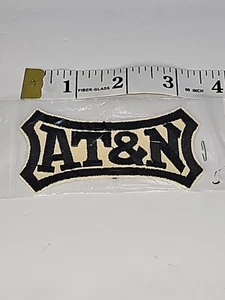 1 FIBER-GLASS 2 3 60 INCH 4
AT&N